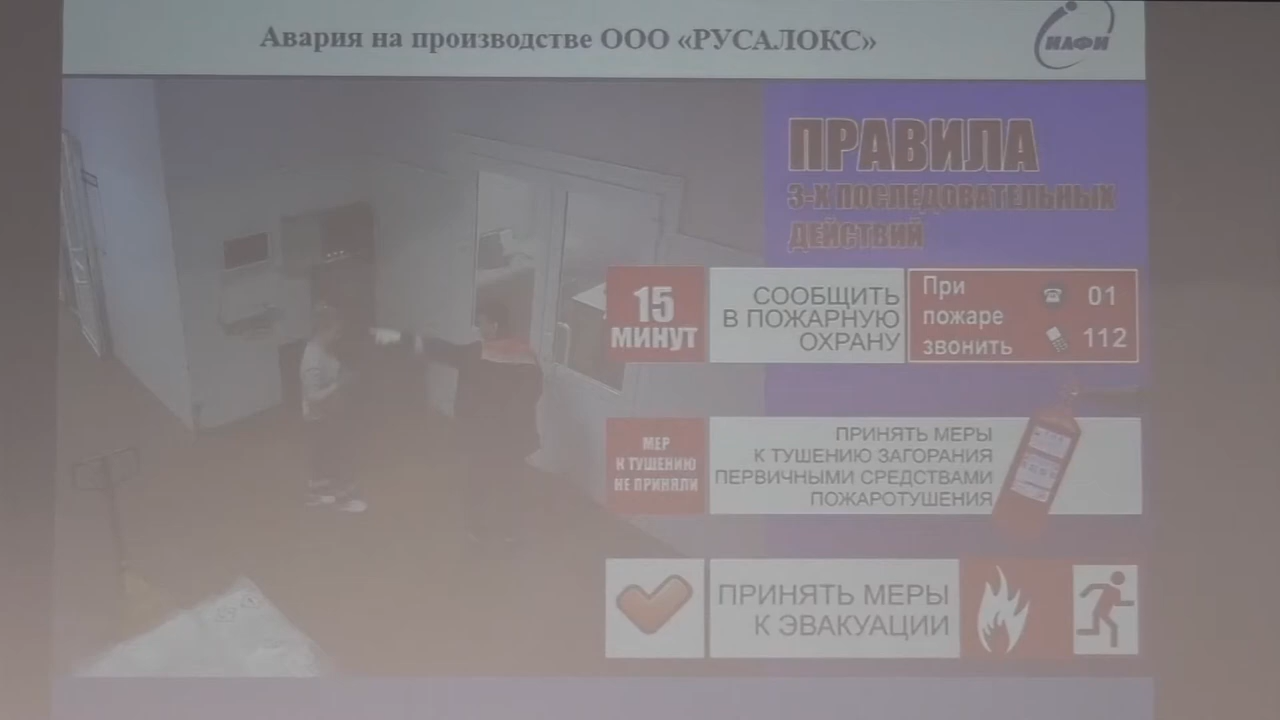 Авария на производстве ООО «РУСАЛОКС»
НАФИ
ПРАВИЛА
3-Х ПОСЛЕДОВАТЕЛЬНЫХ
ДЕЙСТВИЙ
15
МИНУТ
СООБЩИТЬ
В ПОЖАРНУЮ
ОХРАНУ
При
пожаре
звонить
01
112
МЕР
К ТУШЕНИЮ
НЕ ПРИНЯЛИ
ПРИНЯТЬ МЕРЫ
К ТУШЕНИЮ ЗАГОРАНИЯ
ПЕРВИЧНЫМИ СРЕДСТВАМИ
ПОЖАРОТУШЕНИЯ
ПРИНЯТЬ МЕРЫ
К ЭВАКУАЦИИ